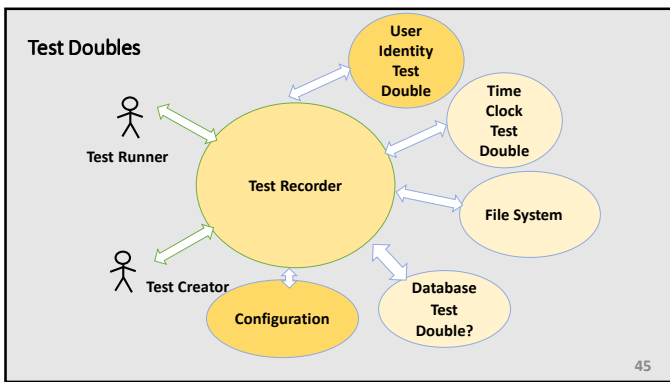 Test Doubles
User
Identity
Test
Double
Time
Clock
Test
Double
Test Runner
Test Recorder
File System
Test Creator
Configuration
Database
Test
Double?
45